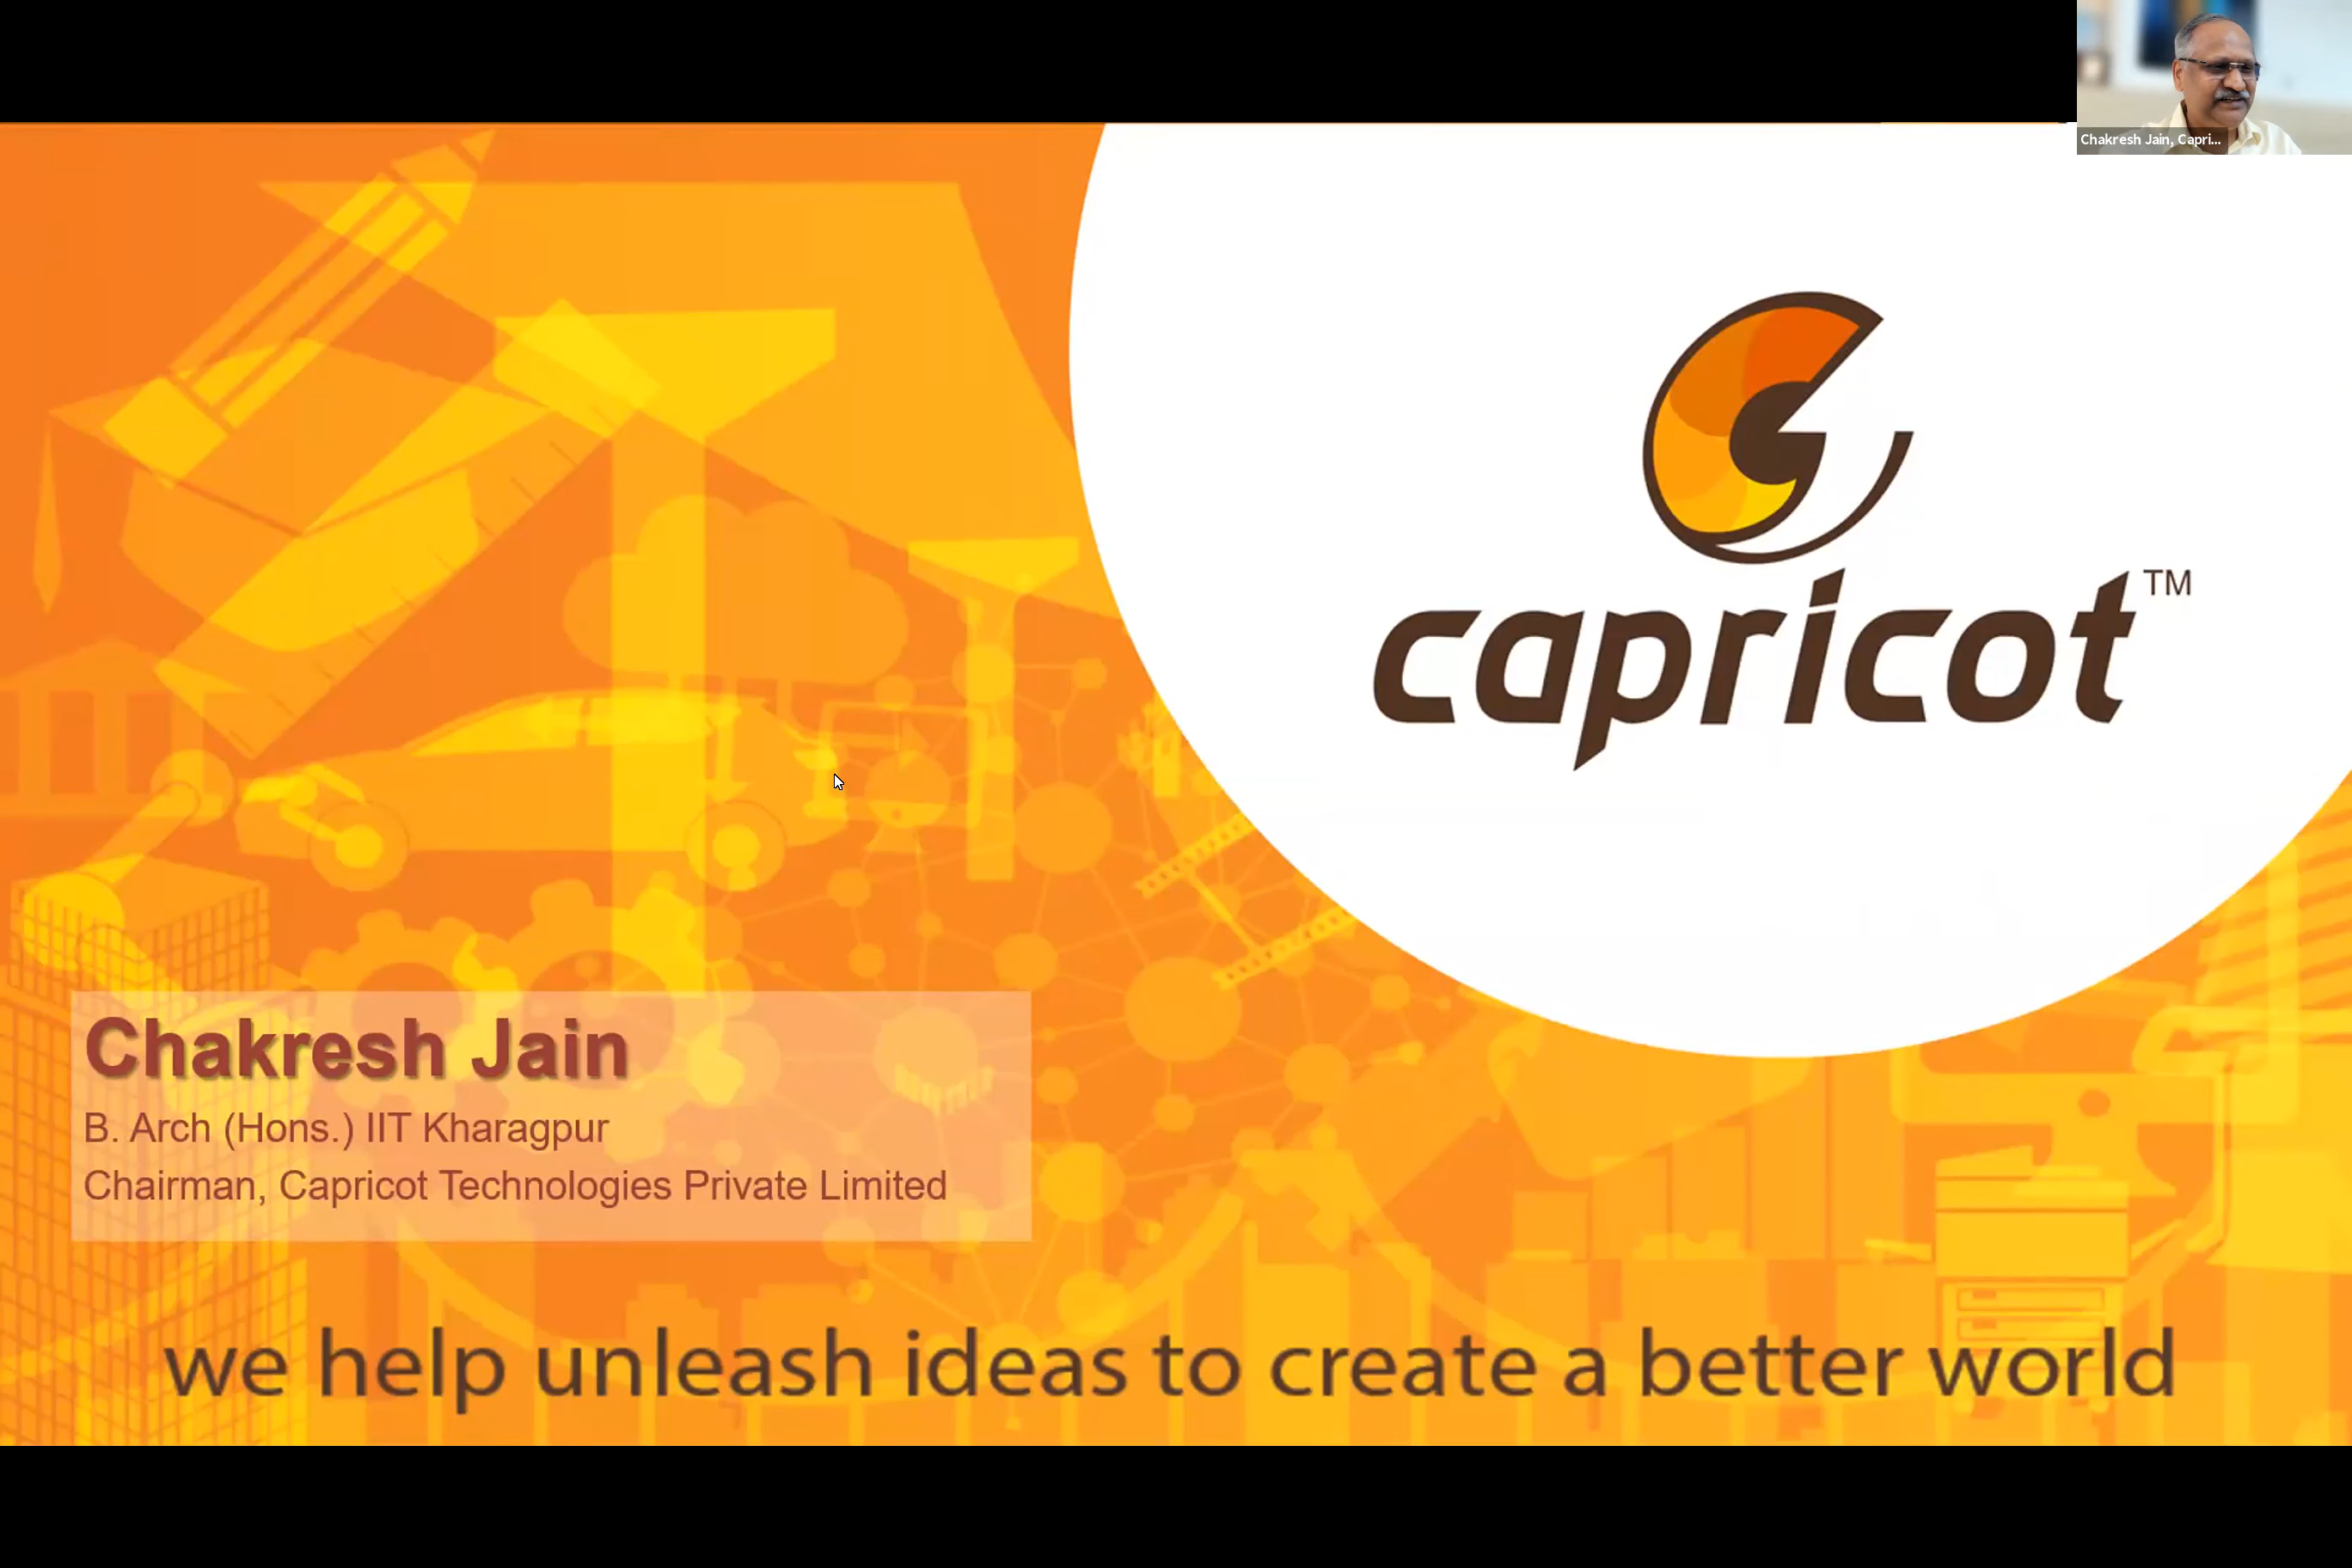 Chakresh Jain, Capri...
capricot™
Chakresh Jain
B. Arch (Hons.) IIT Kharagpur
Chairman, Capricot Technologies Private Limited
we help unleash ideas to create a better world